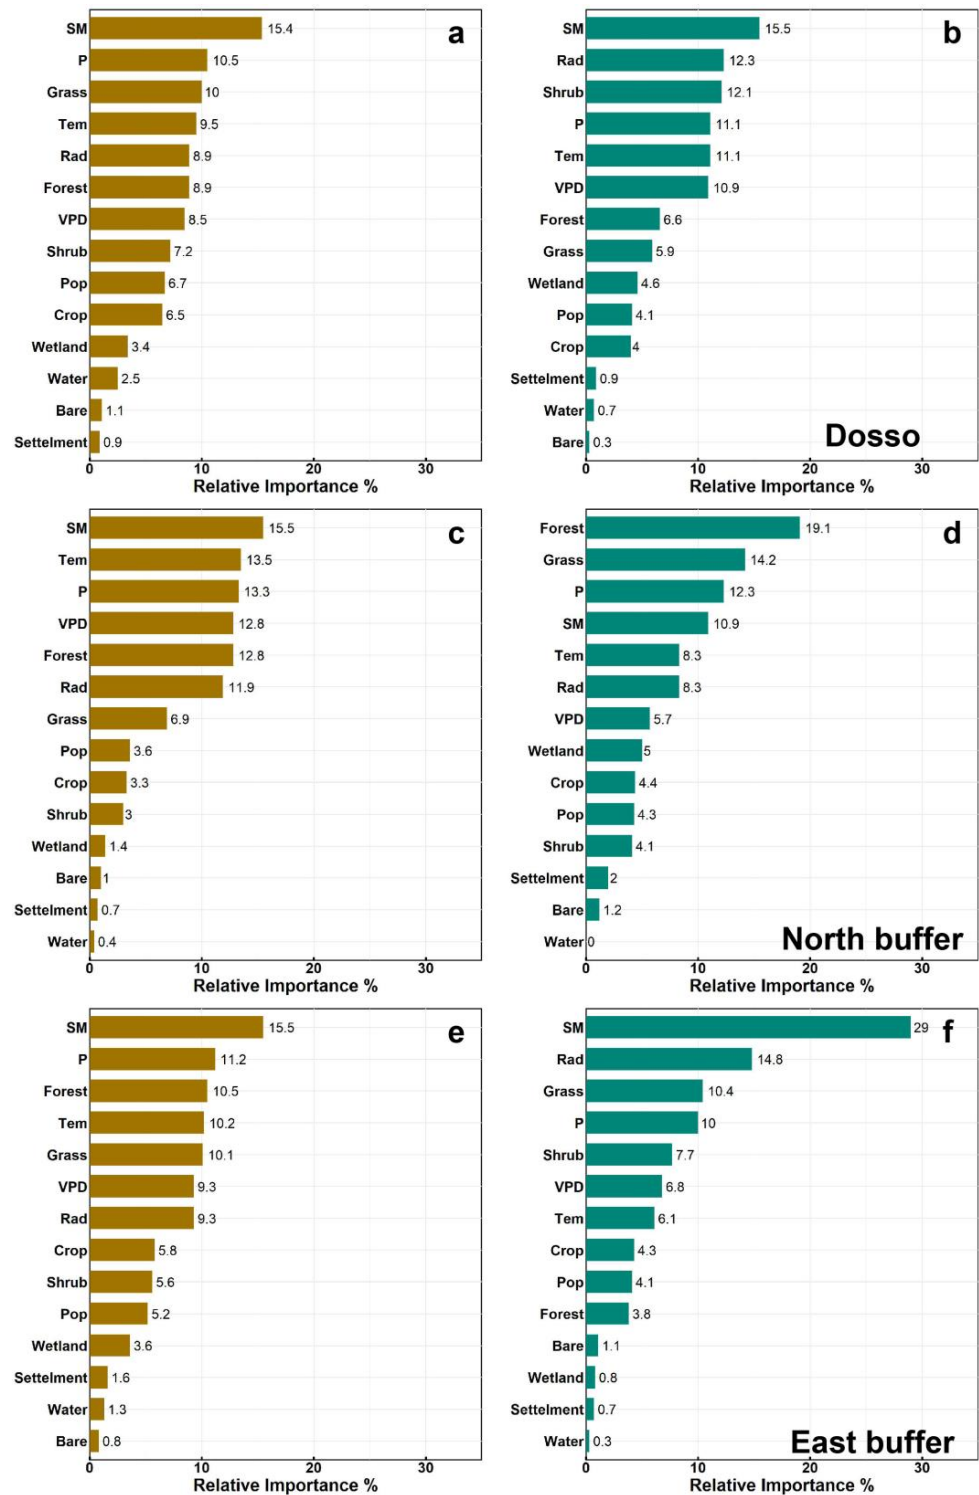 a
SM 15.4
P 10.5
Grass 10
Tem 9.5
Rad 8.9
Forest 8.9
VPD 8.5
Shrub 7.2
Pop 6.7
Crop 6.5
Wetland 3.4
Water 2.5
Bare 1.1
Settelment 0.9
0 10 20 30
Relative Importance %
b
SM 15.5
Rad 12.3
Shrub 12.1
P 11.1
Tem 11.1
VPD 10.9
Forest 6.6
Grass 5.9
Wetland 4.6
Pop 4.1
Crop 4
Settelment 0.9
Water 0.7
Bare 0.3
Dosso
0 10 20 30
Relative Importance %
c
SM 15.5
Tem 13.5
P 13.3
VPD 12.8
Forest 12.8
Rad 11.9
Grass 6.9
Pop 3.6
Crop 3.3
Shrub 3
Wetland 1.4
Bare 1
Settelment 0.7
Water 0.4
0 10 20 30
Relative Importance %
d
Forest 19.1
Grass 14.2
P 12.3
SM 10.9
Tem 8.3
Rad 8.3
VPD 5.7
Wetland 5
Crop 4.4
Pop 4.3
Shrub 4.1
Settelment 2
Bare 1.2
Water 0
North buffer
0 10 20 30
Relative Importance %
e
SM 15.5
P 11.2
Forest 10.5
Tem 10.2
Grass 10.1
VPD 9.3
Rad 9.3
Crop 5.8
Shrub 5.6
Pop 5.2
Wetland 3.6
Settelment 1.6
Water 1.3
Bare 0.8
0 10 20 30
Relative Importance %
f
SM 29
Rad 14.8
Grass 10.4
P 10
Shrub 7.7
VPD 6.8
Tem 6.1
Crop 4.3
Pop 4.1
Forest 3.8
Bare 1.1
Wetland 0.8
Settelment 0.7
Water 0.3
East buffer
0 10 20 30
Relative Importance %